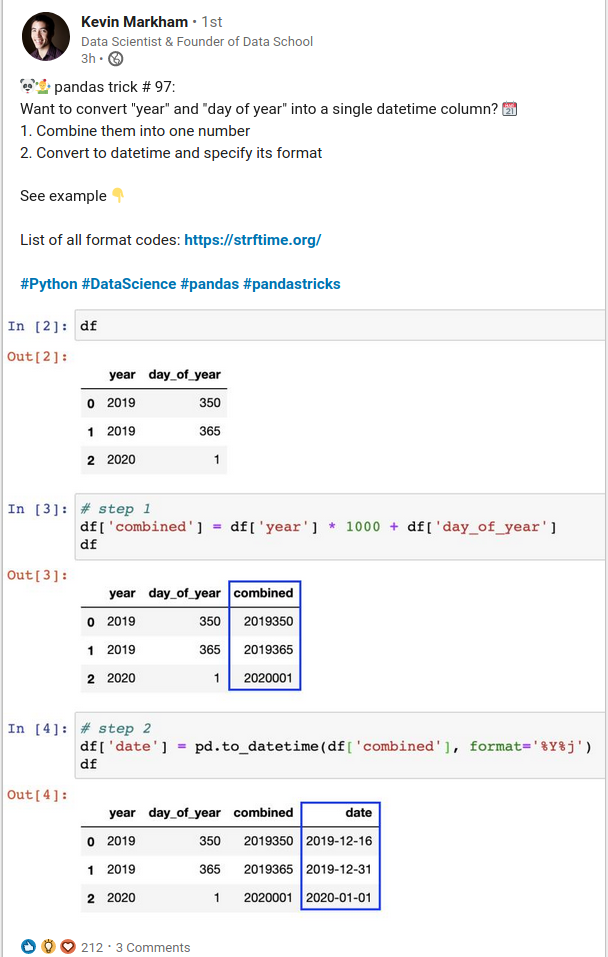 Kevin Markham • 1st
Data Scientist & Founder of Data School
3h •
🐼🤹‍♂️ pandas trick # 97:
Want to convert "year" and "day of year" into a single datetime column? 📆
1. Combine them into one number
2. Convert to datetime and specify its format
See example 👇
List of all format codes: https://strftime.org/
#Python #DataScience #pandas #pandastricks
In [2]: df
Out[2]:
year day_of_year
0 2019 350
1 2019 365
2 2020 1
In [3]: # step 1
df['combined'] = df['year'] * 1000 + df['day_of_year']
df
Out[3]:
year day_of_year combined
0 2019 350 2019350
1 2019 365 2019365
2 2020 1 2020001
In [4]: # step 2
df['date'] = pd.to_datetime(df['combined'], format='%Y%j')
df
Out[4]:
year day_of_year combined date
0 2019 350 2019350 2019-12-16
1 2019 365 2019365 2019-12-31
2 2020 1 2020001 2020-01-01
212 · 3 Comments